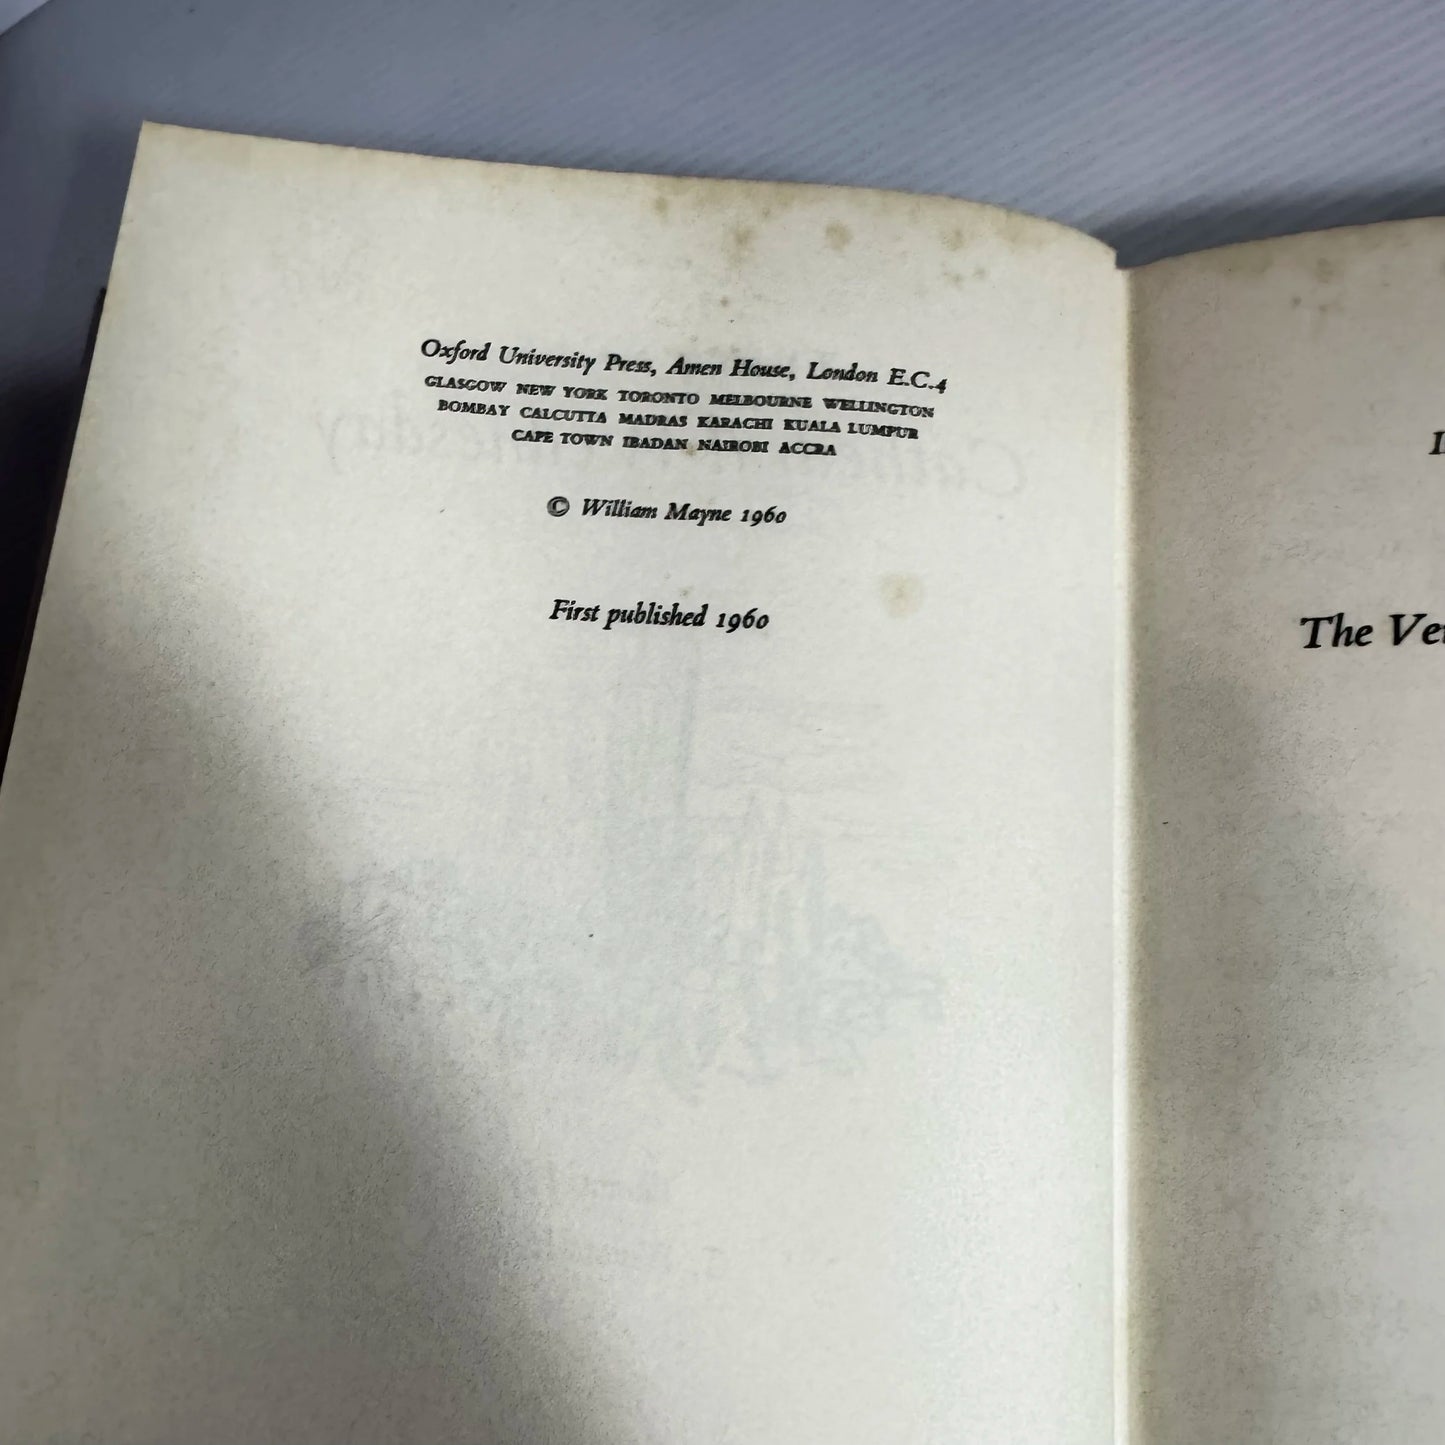 Oxford University Press, Amen House, London E.C.4
GLASGOW NEW YORK TORONTO MELBOURNE WELLINGTON
BOMBAY CALCUTTA MADRAS KARACHI KUALA LUMPUR
CAPE TOWN IBADAN NAIROBI ACCRA
© William Mayne 1960
First published 1960
The